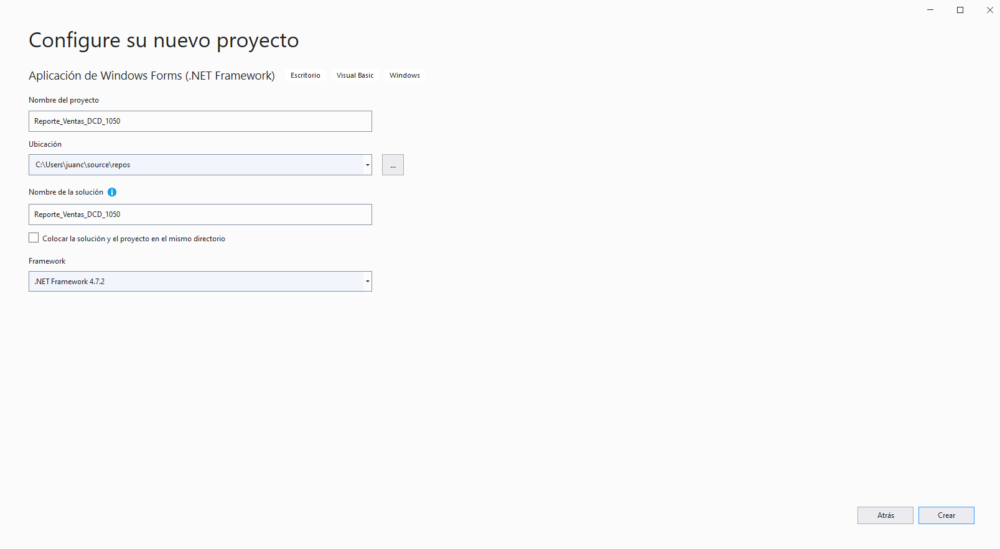 Configure su nuevo proyecto
Aplicación de Windows Forms (.NET Framework) Escritorio Visual Basic Windows
Nombre del proyecto
Reporte_Ventas_DCD_1050
Ubicación
C:\Users\juanc\source\repos
...
Nombre de la solución
Reporte_Ventas_DCD_1050
Colocar la solución y el proyecto en el mismo directorio
Framework
.NET Framework 4.7.2
Atrás Crear